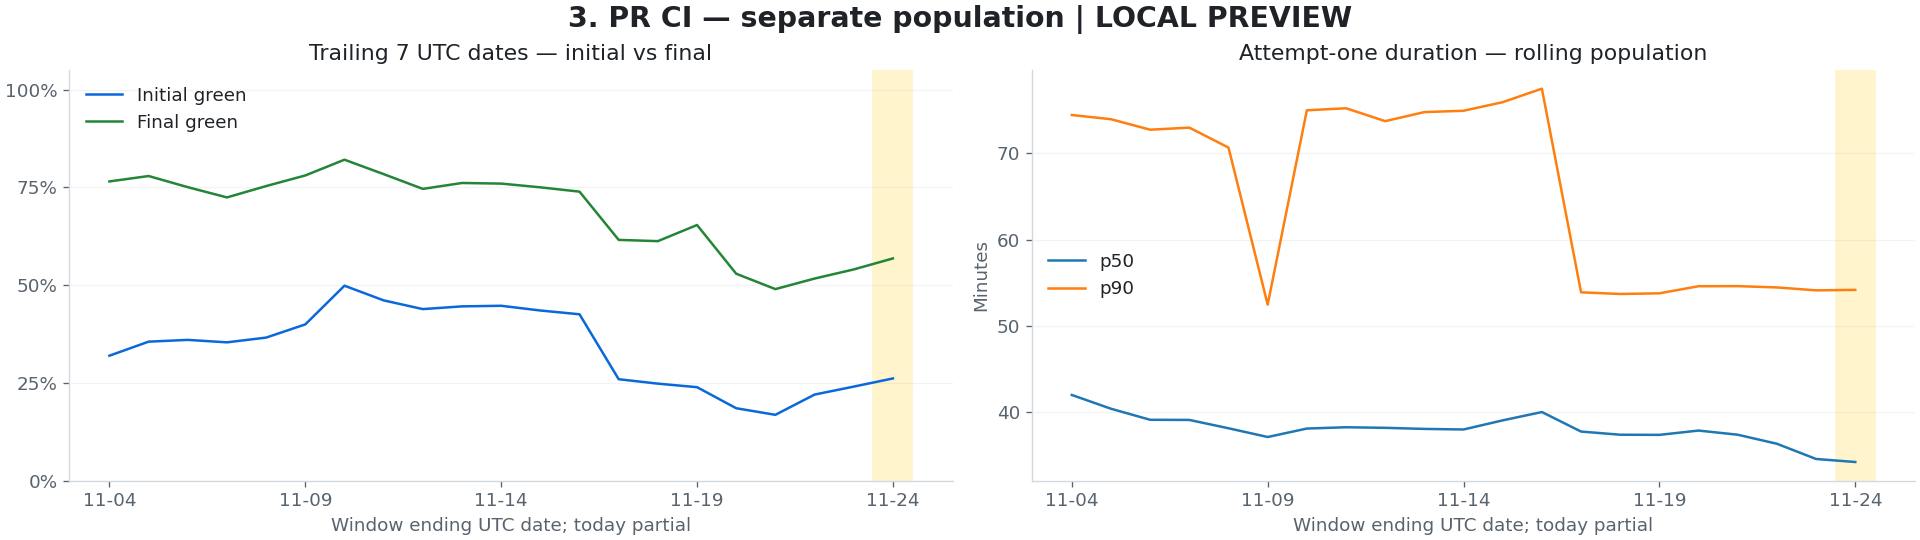 3. PR CI — separate population | LOCAL PREVIEW
Trailing 7 UTC dates — initial vs final
100%
75%
50%
25%
0%
Initial green
Final green
11-04
11-09
11-14
11-19
11-24
Window ending UTC date; today partial
Attempt-one duration — rolling population
Minutes
70
60
50
40
p50
p90
11-04
11-09
11-14
11-19
11-24
Window ending UTC date; today partial